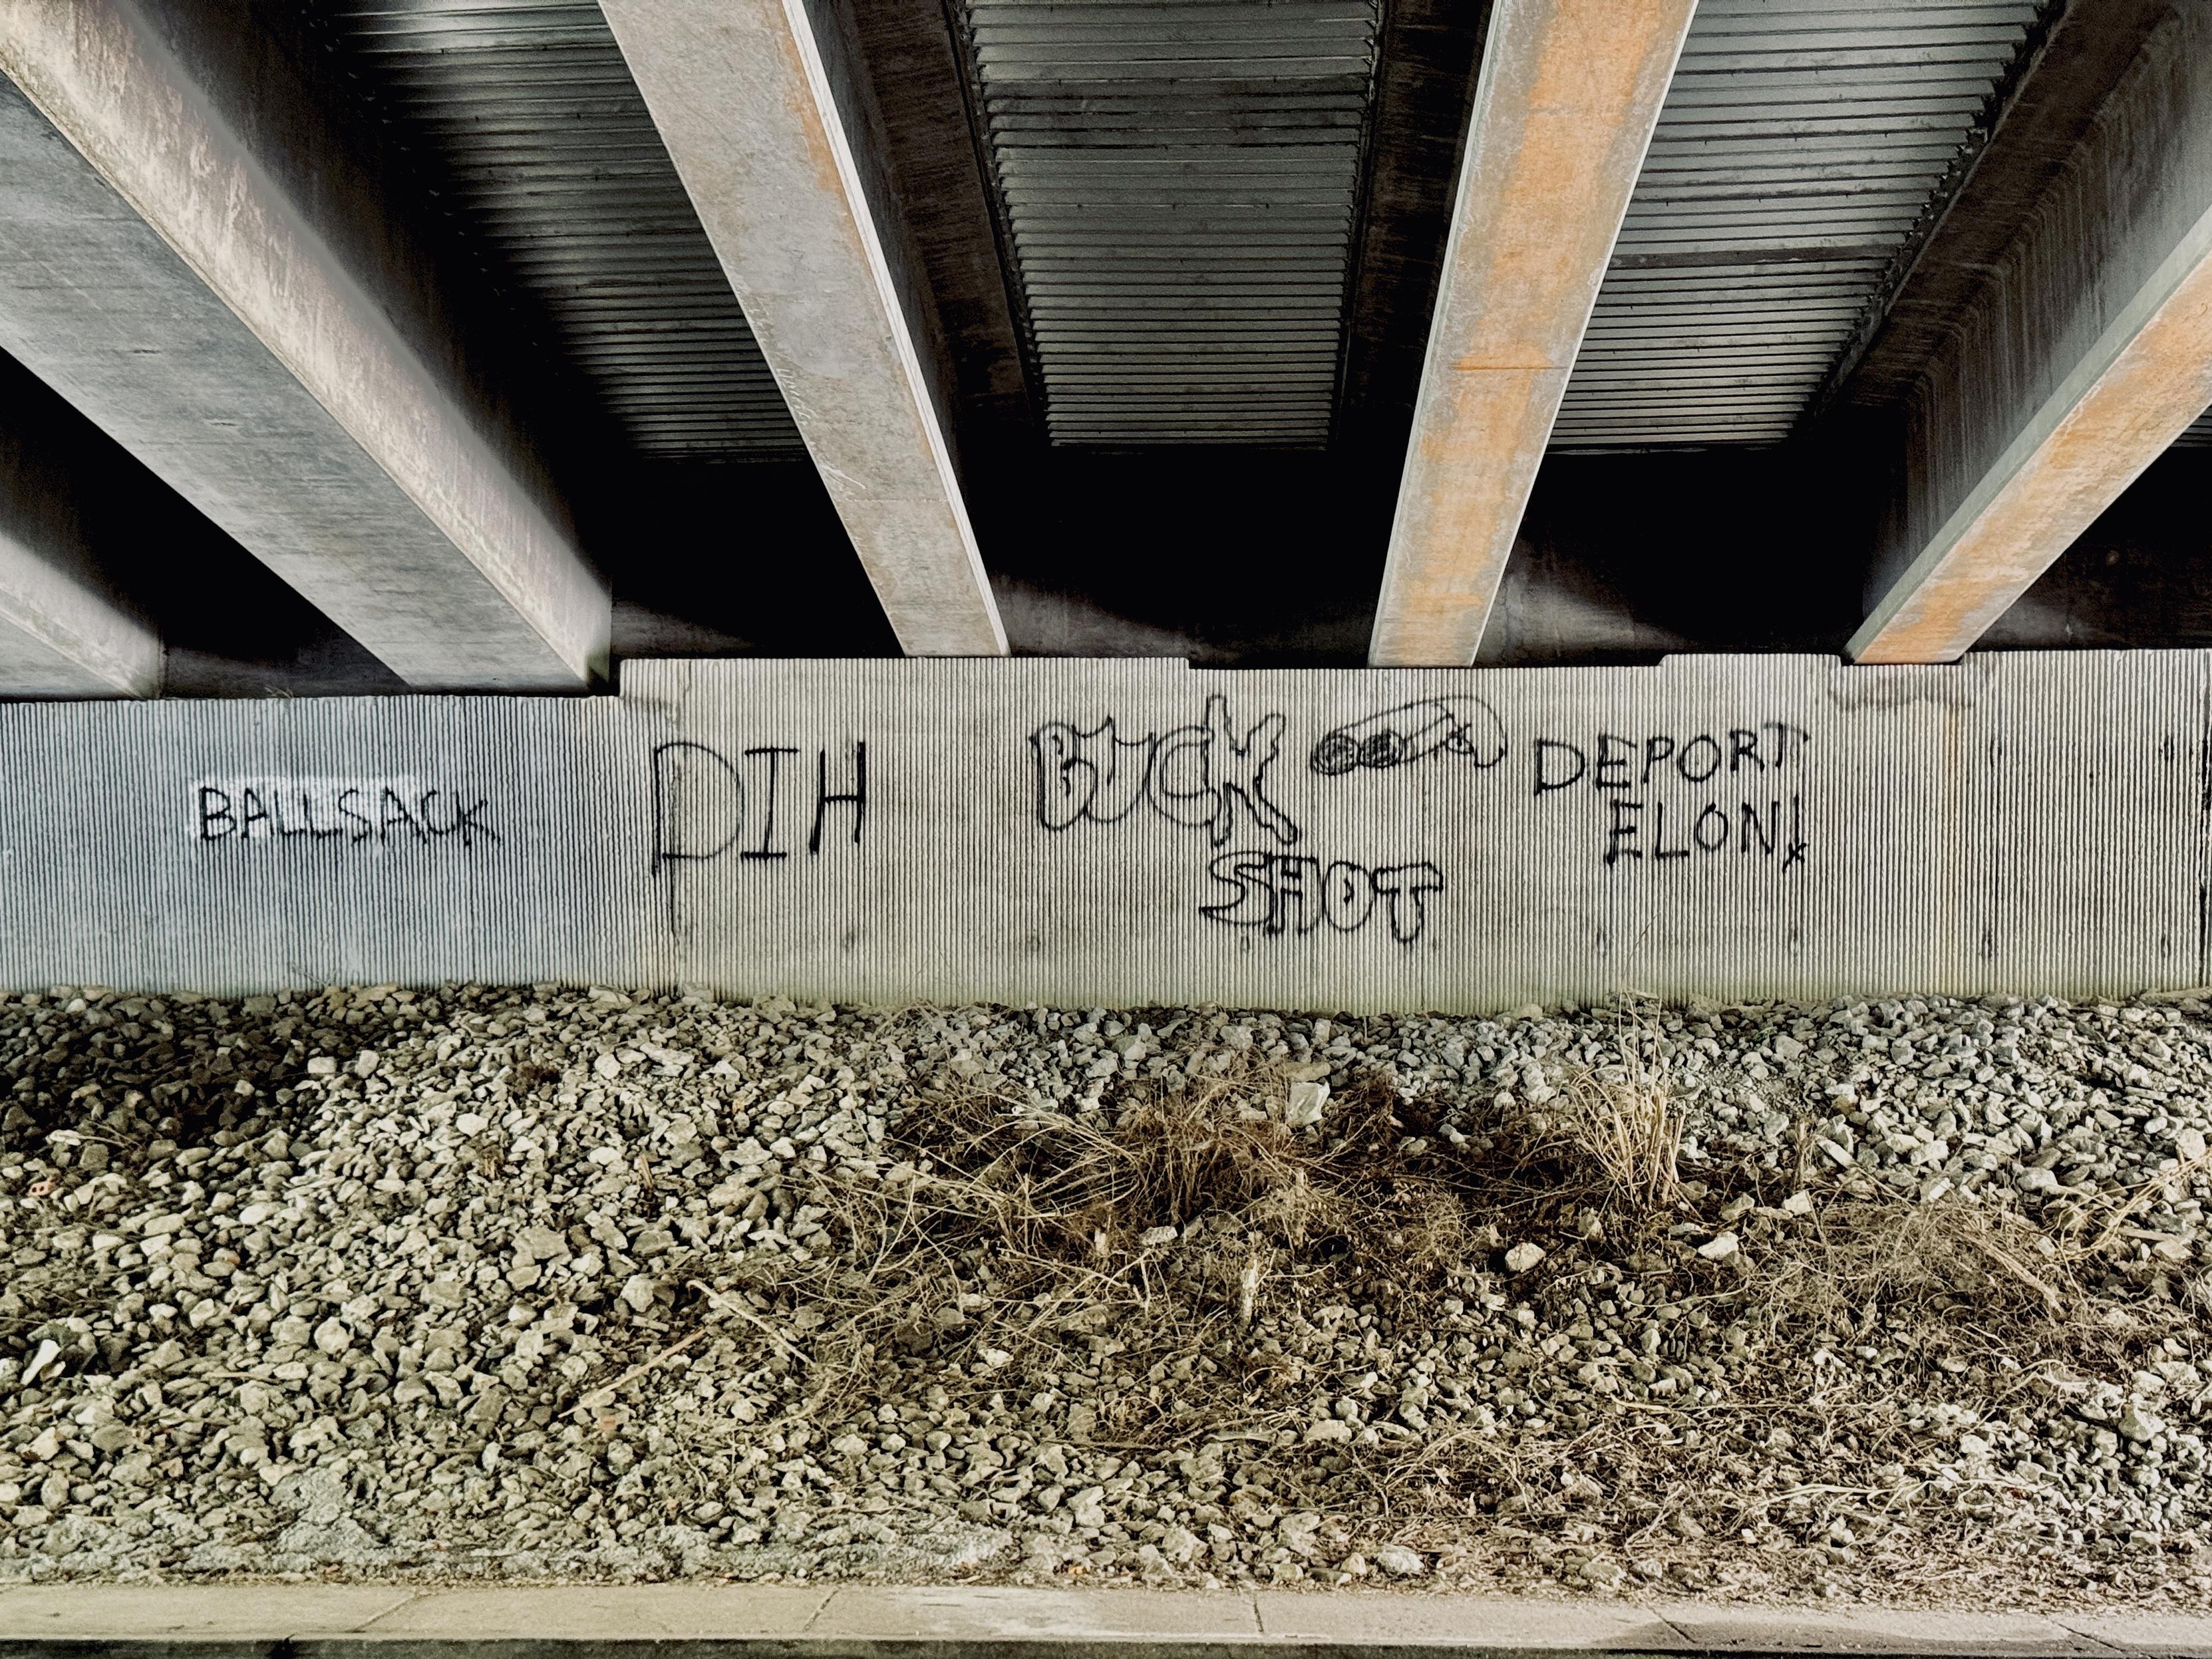 BALLSACK
DIH
BUCK
SHOT
DEPORT
ELON!